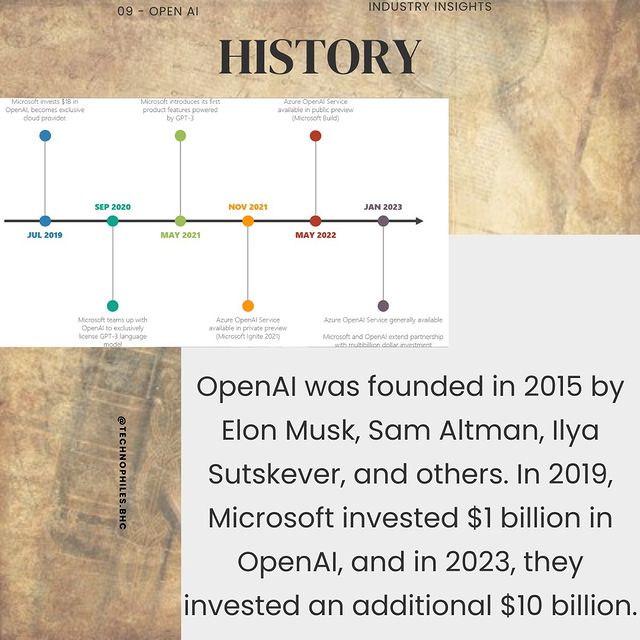 09 - OPEN AI
INDUSTRY INSIGHTS
HISTORY
Microsoft invests $1B in
OpenAI, becomes exclusive
cloud provider.
Microsoft introduces its first
product features powered
by GPT-3
Azure OpenAI Service
available in public preview
(Microsoft Build)
SEP 2020
NOV 2021
JAN 2023
JUL 2019
MAY 2021
MAY 2022
Microsoft teams up with
OpenAI to exclusively
license GPT-3 language
model
Azure OpenAI Service
available in private preview
(Microsoft Ignite 2021)
Azure OpenAI Service generally available
Microsoft and OpenAI extend partnership
with multibillion dollar investment
@TECHNOPHILES.BHC
OpenAI was founded in 2015 by
Elon Musk, Sam Altman, Ilya
Sutskever, and others. In 2019,
Microsoft invested $1 billion in
OpenAI, and in 2023, they
invested an additional $10 billion.